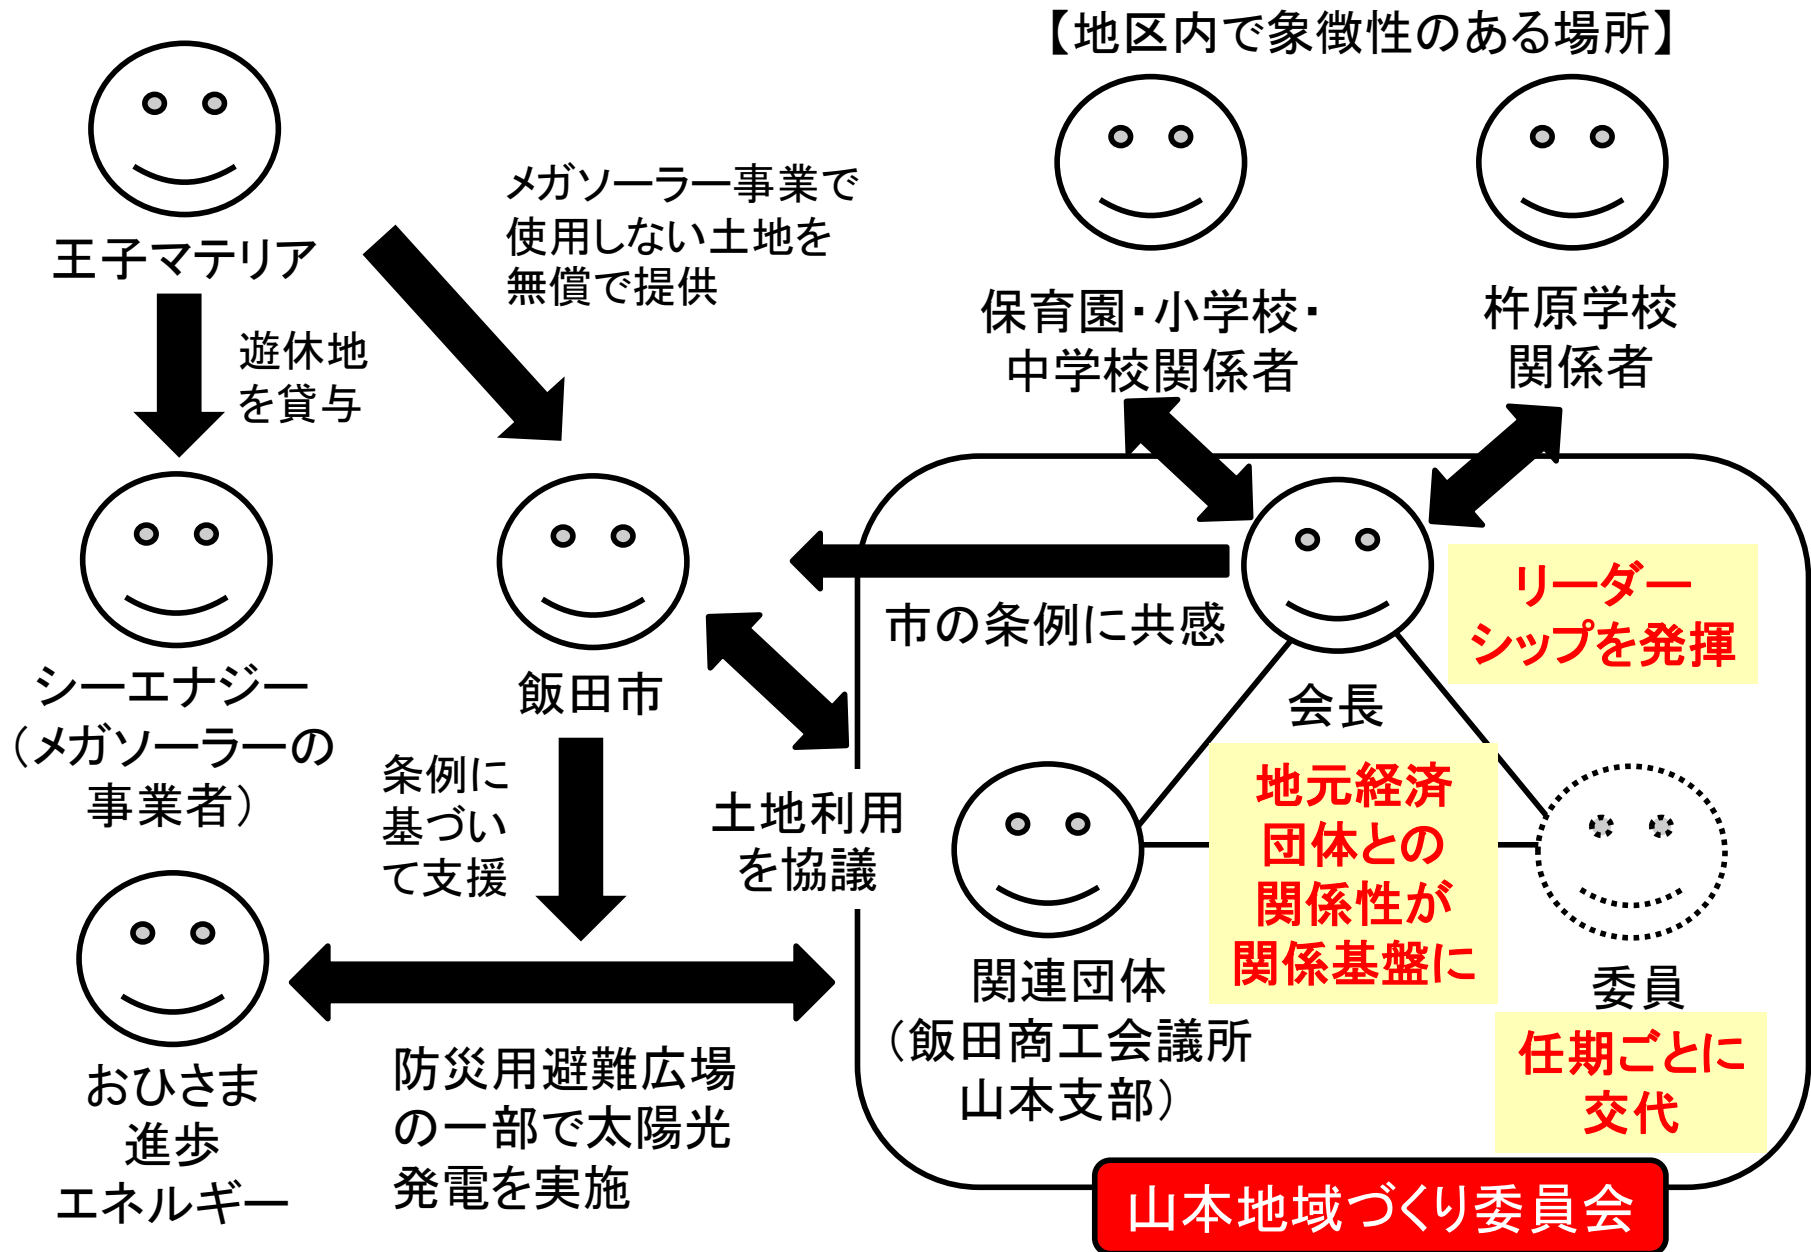 【地区内で象徴性のある場所】
王子マテリア
メガソーラー事業で
使用しない土地を
無償で提供
遊休地
を貸与
保育園・小学校・
中学校関係者
杵原学校
関係者
シーエナジー
（メガソーラーの
事業者）
飯田市
市の条例に共感
会長
リーダー
シップを発揮
条例に
基づい
て支援
土地利用
を協議
地元経済
団体との
関係性が
関係基盤に
関連団体
（飯田商工会議所
山本支部）
委員
任期ごとに
交代
おひさま
進歩
エネルギー
防災用避難広場
の一部で太陽光
発電を実施
山本地域づくり委員会